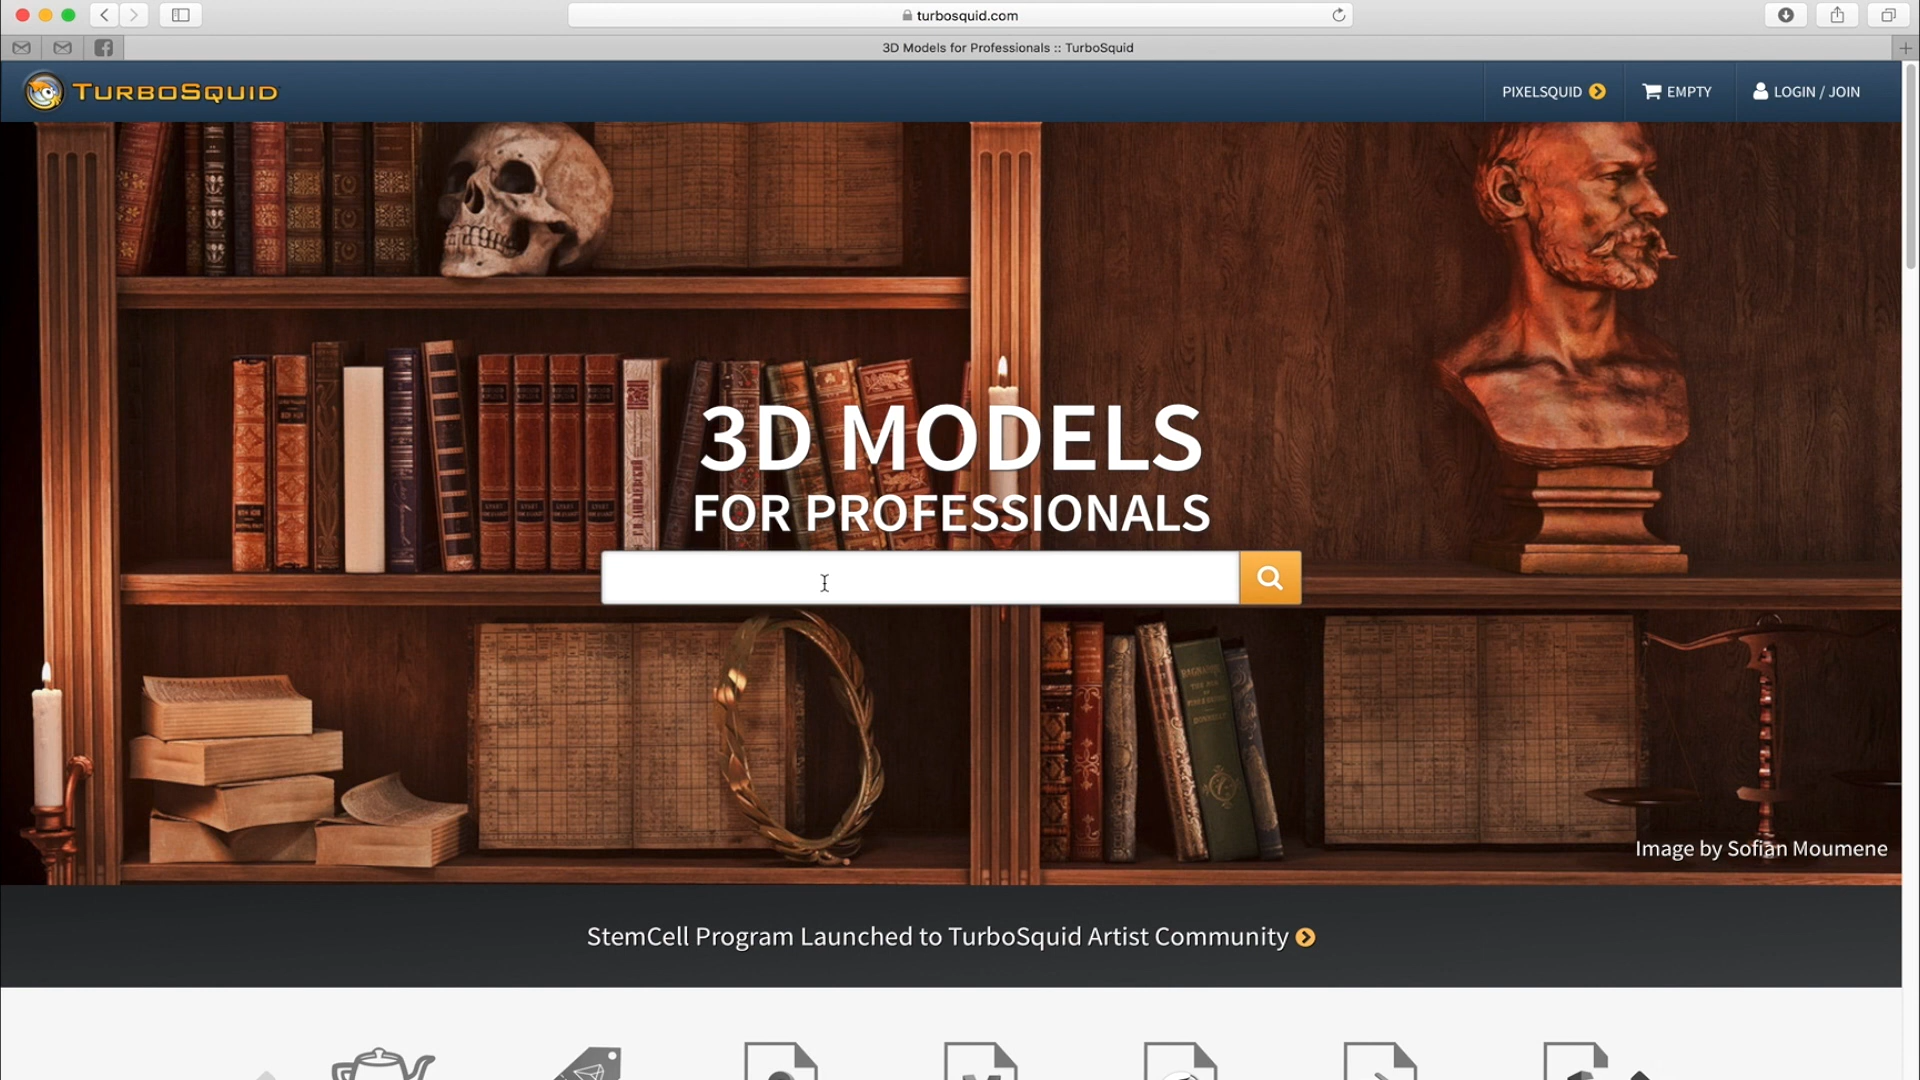 turbosquid.com
3D Models for Professionals :: TurboSquid
TURBOSQUID
PIXELSQUID
EMPTY
LOGIN / JOIN
3D MODELS
FOR PROFESSIONALS
Image by Sofian Moumene
StemCell Program Launched to TurboSquid Artist Community